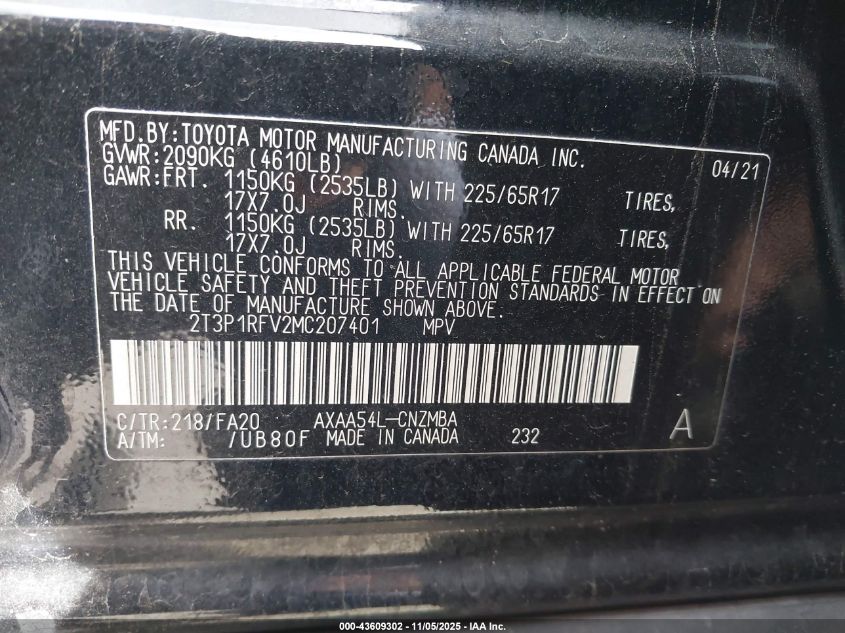 MFD.BY:TOYOTA MOTOR MANUFACTURING CANADA INC. 04/21
GVWR:2090KG (4610LB)
GAWR:FRT. 1150KG (2535LB) WITH 225/65R17 TIRES,
17X7.0J RIMS.
RR. 1150KG (2535LB) WITH 225/65R17 TIRES,
17X7.0J RIMS.
THIS VEHICLE CONFORMS TO ALL APPLICABLE FEDERAL MOTOR
VEHICLE SAFETY AND THEFT PREVENTION STANDARDS IN EFFECT ON
THE DATE OF MANUFACTURE SHOWN ABOVE.
2T3P1RFV2MC207401 MPV
C/TR:218/FA20 AXAA54L-CNZMBA A
A/TM: /UB80F MADE IN CANADA 232
000-43609302 - 11/05/2025 - IAA Inc.